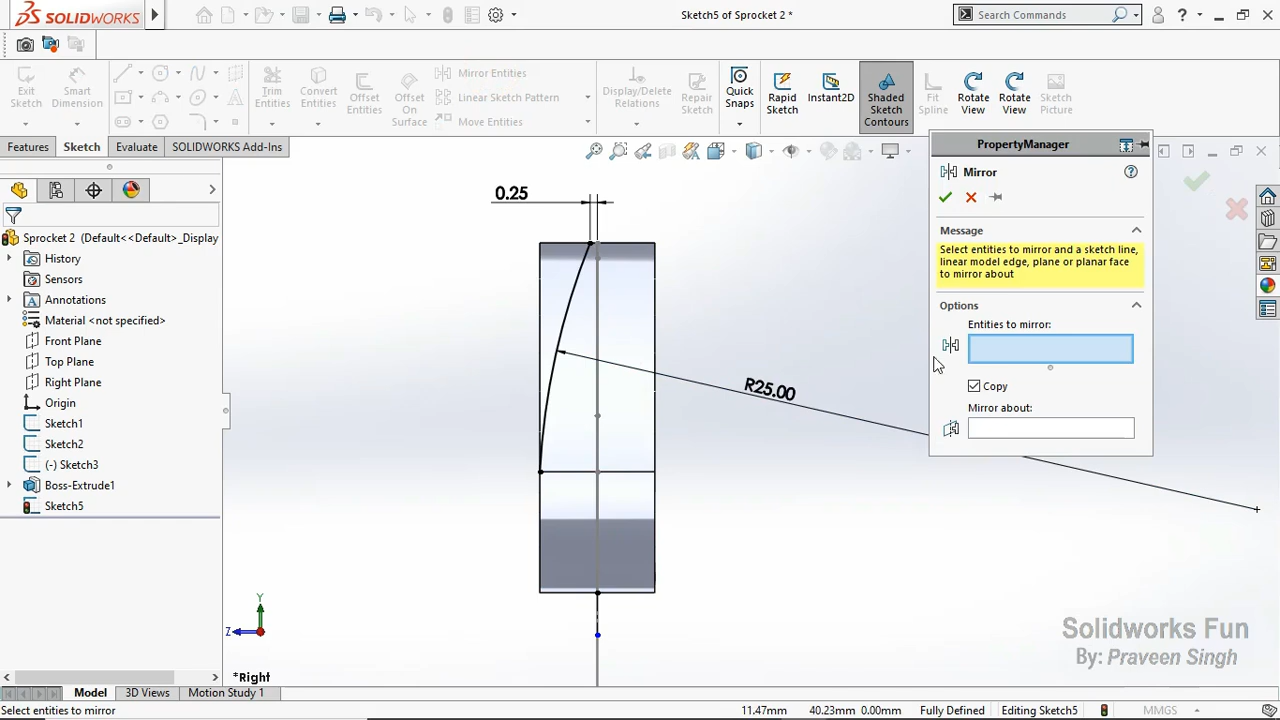 SOLIDWORKS
Sketch5 of Sprocket 2 *
Search Commands
Exit Sketch
Smart Dimension
Trim Entities
Convert Entities
Offset Entities
Offset On Surface
Mirror Entities
Linear Sketch Pattern
Move Entities
Display/Delete Relations
Repair Sketch
Quick Snaps
Rapid Sketch
Instant2D
Shaded Sketch Contours
Fit Spline
Rotate View
Rotate View
Sketch Picture
Features
Sketch
Evaluate
SOLIDWORKS Add-Ins
PropertyManager
Mirror
Message
Select entities to mirror and a sketch line,
linear model edge, plane or planar face
to mirror about
Options
Entities to mirror:
Copy
Mirror about:
Sprocket 2 (Default<<Default>_Display
History
Sensors
Annotations
Material <not specified>
Front Plane
Top Plane
Right Plane
Origin
Sketch1
Sketch2
(-) Sketch3
Boss-Extrude1
Sketch5
0.25
R25.00
Y
Z
*Right
Solidworks Fun
By: Praveen Singh
Model
3D Views
Motion Study 1
Select entities to mirror
11.47mm
40.23mm 0.00mm
Fully Defined
Editing Sketch5
MMGS